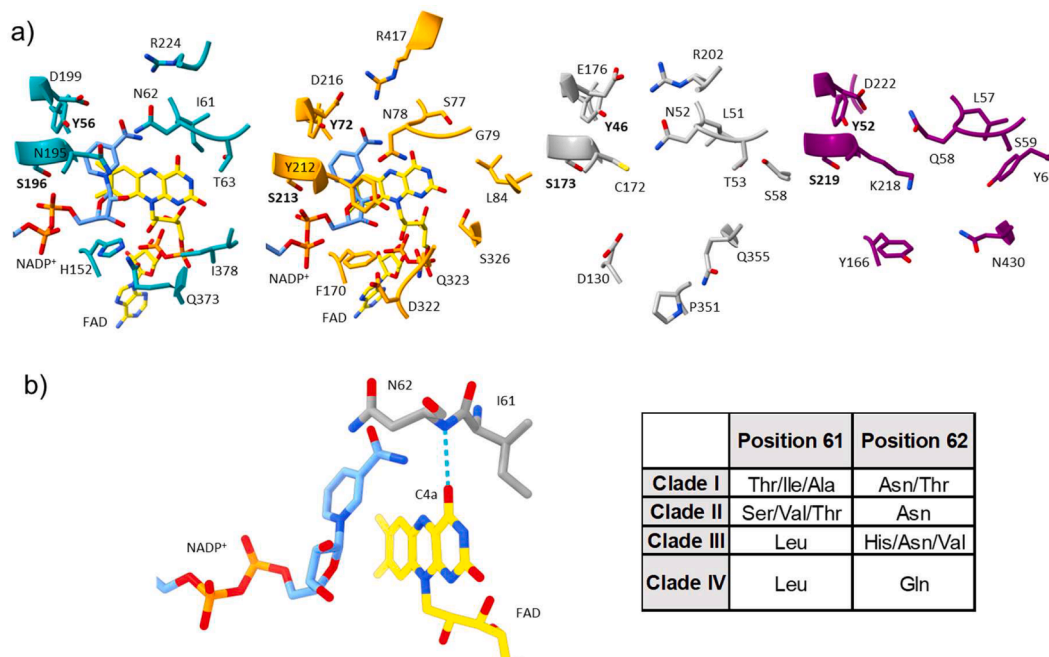 a)
R224
D199
N62
I61
Y56
N195
S196
T63
NADP⁺
H152
I378
Q373
FAD
R417
D216
S77
N78
Y72
G79
Y212
S213
L84
S326
NADP⁺
Q323
F170
D322
FAD
E176
R202
N52
L51
Y46
S173
C172
T53
S58
D130
Q355
P351
D222
L57
Y52
S59
Q58
S219
K218
Y6
Y166
N430
b)
N62
I61
C4a
NADP⁺
FAD
Position 61 Position 62
Clade I Thr/Ile/Ala Asn/Thr
Clade II Ser/Val/Thr Asn
Clade III Leu His/Asn/Val
Clade IV Leu Gln